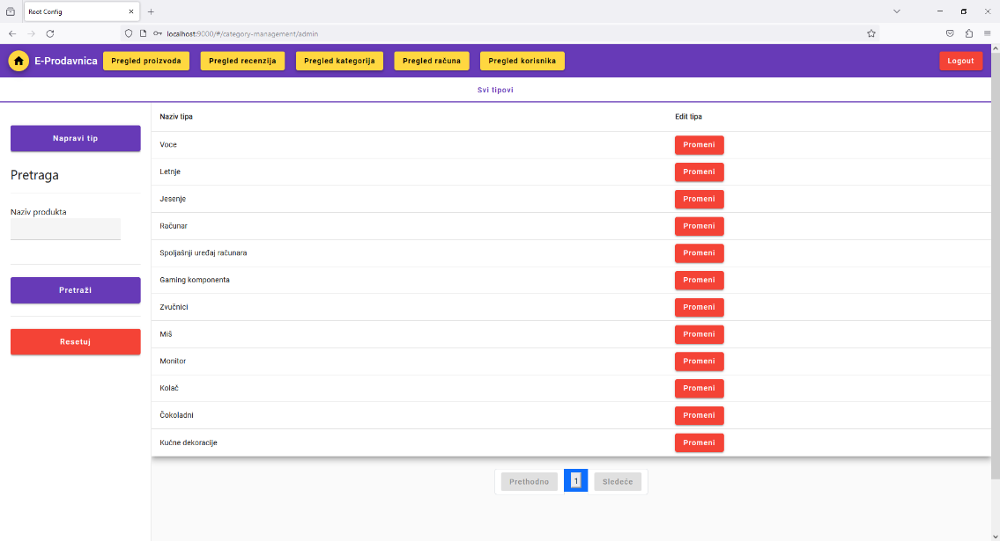 Root Config
localhost:9000/#/category-management/admin
E-Prodavnica Pregled proizvoda Pregled recenzija Pregled kategorija Pregled računa Pregled korisnika Logout
Svi tipovi
Napravi tip
Pretraga
Naziv produkta
Pretraži
Resetuj
Naziv tipa Edit tipa
Voce Promeni
Letnje Promeni
Jesenje Promeni
Računar Promeni
Spoljašnji uređaj računara Promeni
Gaming komponenta Promeni
Zvučnici Promeni
Miš Promeni
Monitor Promeni
Kolač Promeni
Čokoladni Promeni
Kućne dekoracije Promeni
Prethodno 1 Sledeće